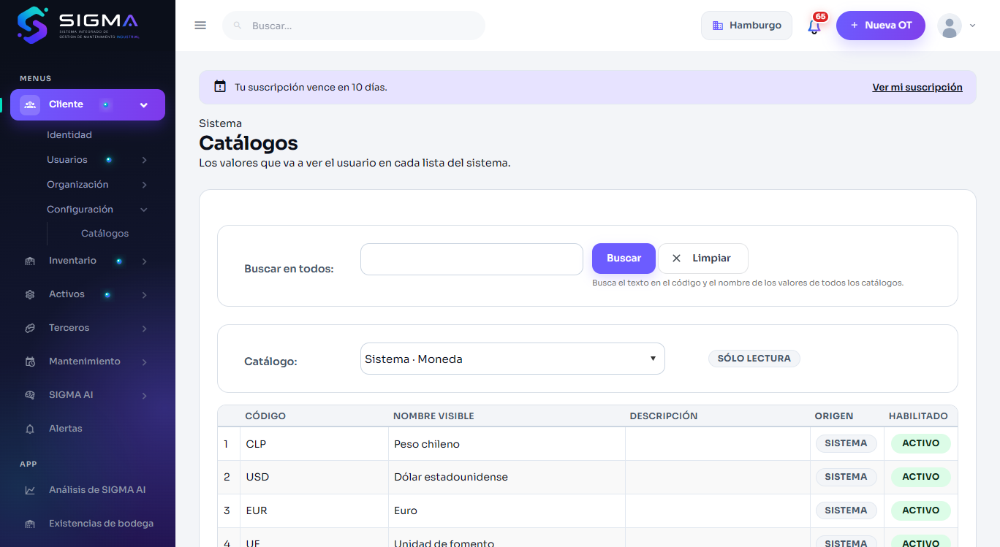 SIGMA
SISTEMA INTEGRADO DE
GESTIÓN DE MANTENIMIENTO INDUSTRIAL
Buscar...
Hamburgo
65
+ Nueva OT
MENUS
Cliente
Identidad
Usuarios
Organización
Configuración
Catálogos
Inventario
Activos
Terceros
Mantenimiento
SIGMA AI
Alertas
APP
Análisis de SIGMA AI
Existencias de bodega
Tu suscripción vence en 10 días.
Ver mi suscripción
Sistema
Catálogos
Los valores que va a ver el usuario en cada lista del sistema.
Buscar en todos:
Buscar
Limpiar
Busca el texto en el código y el nombre de los valores de todos los catálogos.
Catálogo:
Sistema · Moneda
SÓLO LECTURA
CÓDIGO NOMBRE VISIBLE DESCRIPCIÓN ORIGEN HABILITADO
1 CLP Peso chileno SISTEMA ACTIVO
2 USD Dólar estadounidense SISTEMA ACTIVO
3 EUR Euro SISTEMA ACTIVO
4 UF Unidad de fomento SISTEMA ACTIVO